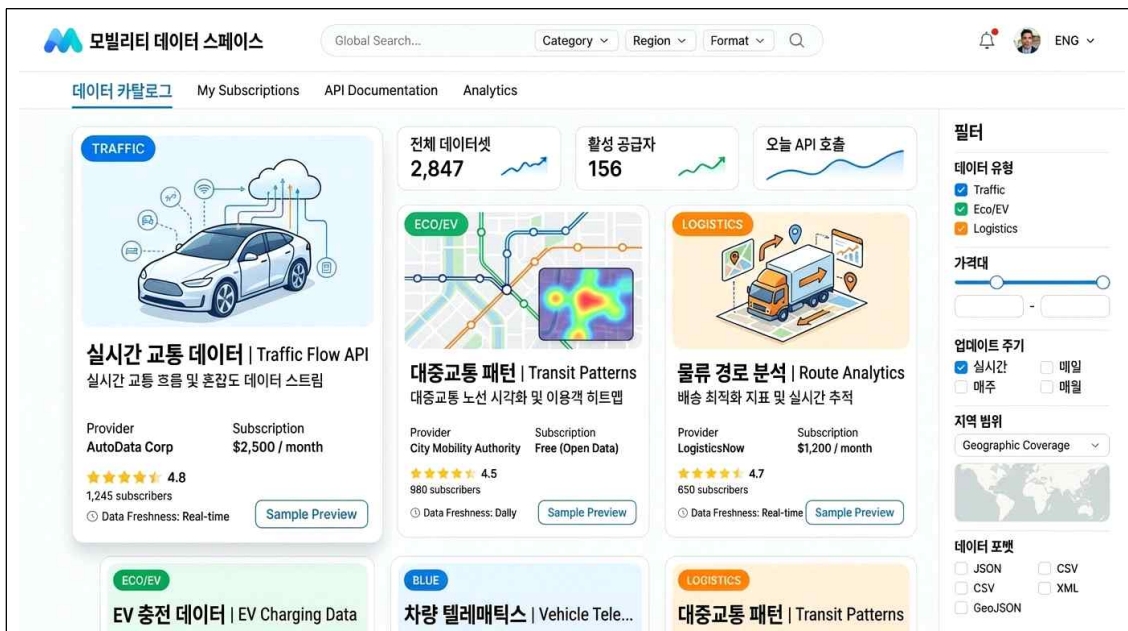 모빌리티 데이터 스페이스
Global Search...
Category
Region
Format
ENG
데이터 카탈로그
My Subscriptions
API Documentation
Analytics
TRAFFIC
실시간 교통 데이터 | Traffic Flow API
실시간 교통 흐름 및 혼잡도 데이터 스트림
Provider
AutoData Corp
Subscription
$2,500 / month
4.8
1,245 subscribers
Data Freshness: Real-time
Sample Preview
전체 데이터셋
2,847
활성 공급자
156
오늘 API 호출
ECO/EV
대중교통 패턴 | Transit Patterns
대중교통 노선 시각화 및 이용객 히트맵
Provider
City Mobility Authority
Subscription
Free (Open Data)
4.5
980 subscribers
Data Freshness: Dally
Sample Preview
LOGISTICS
물류 경로 분석 | Route Analytics
배송 최직화 지표 및 실시간 추적
Provider
LogisticsNow
Subscription
$1,200 / month
4.7
650 subscribers
Data Freshness: Real-time
Sample Preview
ECO/EV
EV 충전 데이터 | EV Charging Data
BLUE
차량 텔레매틱스 | Vehicle Tele...
LOGISTICS
대중교통 패턴 | Transit Patterns
필터
데이터 유형
Traffic
Eco/EV
Logistics
가격대
-
업데이트 주기
실시간
매일
매주
매월
지역 범위
Geographic Coverage
데이터 포맷
JSON
CSV
CSV
XML
GeoJSON